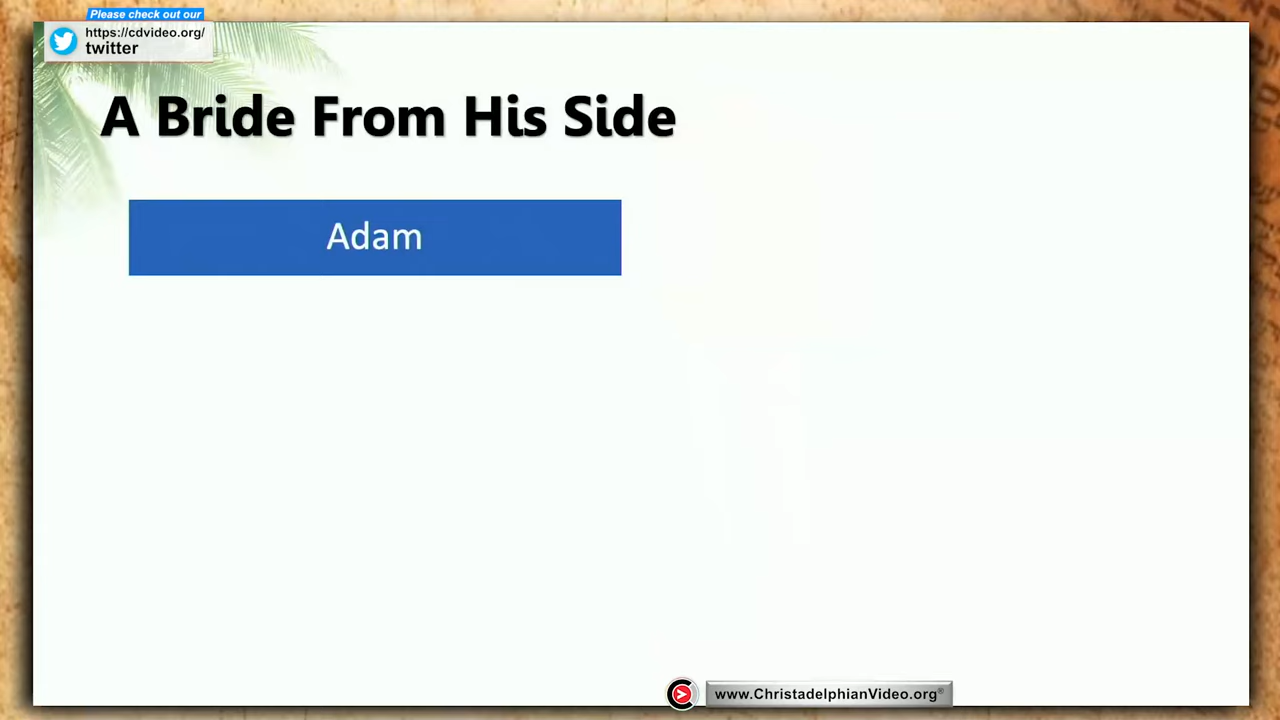 Please check out our
https://cdvideo.org/
twitter
A Bride From His Side
Adam
www.ChristadelphianVideo.org®